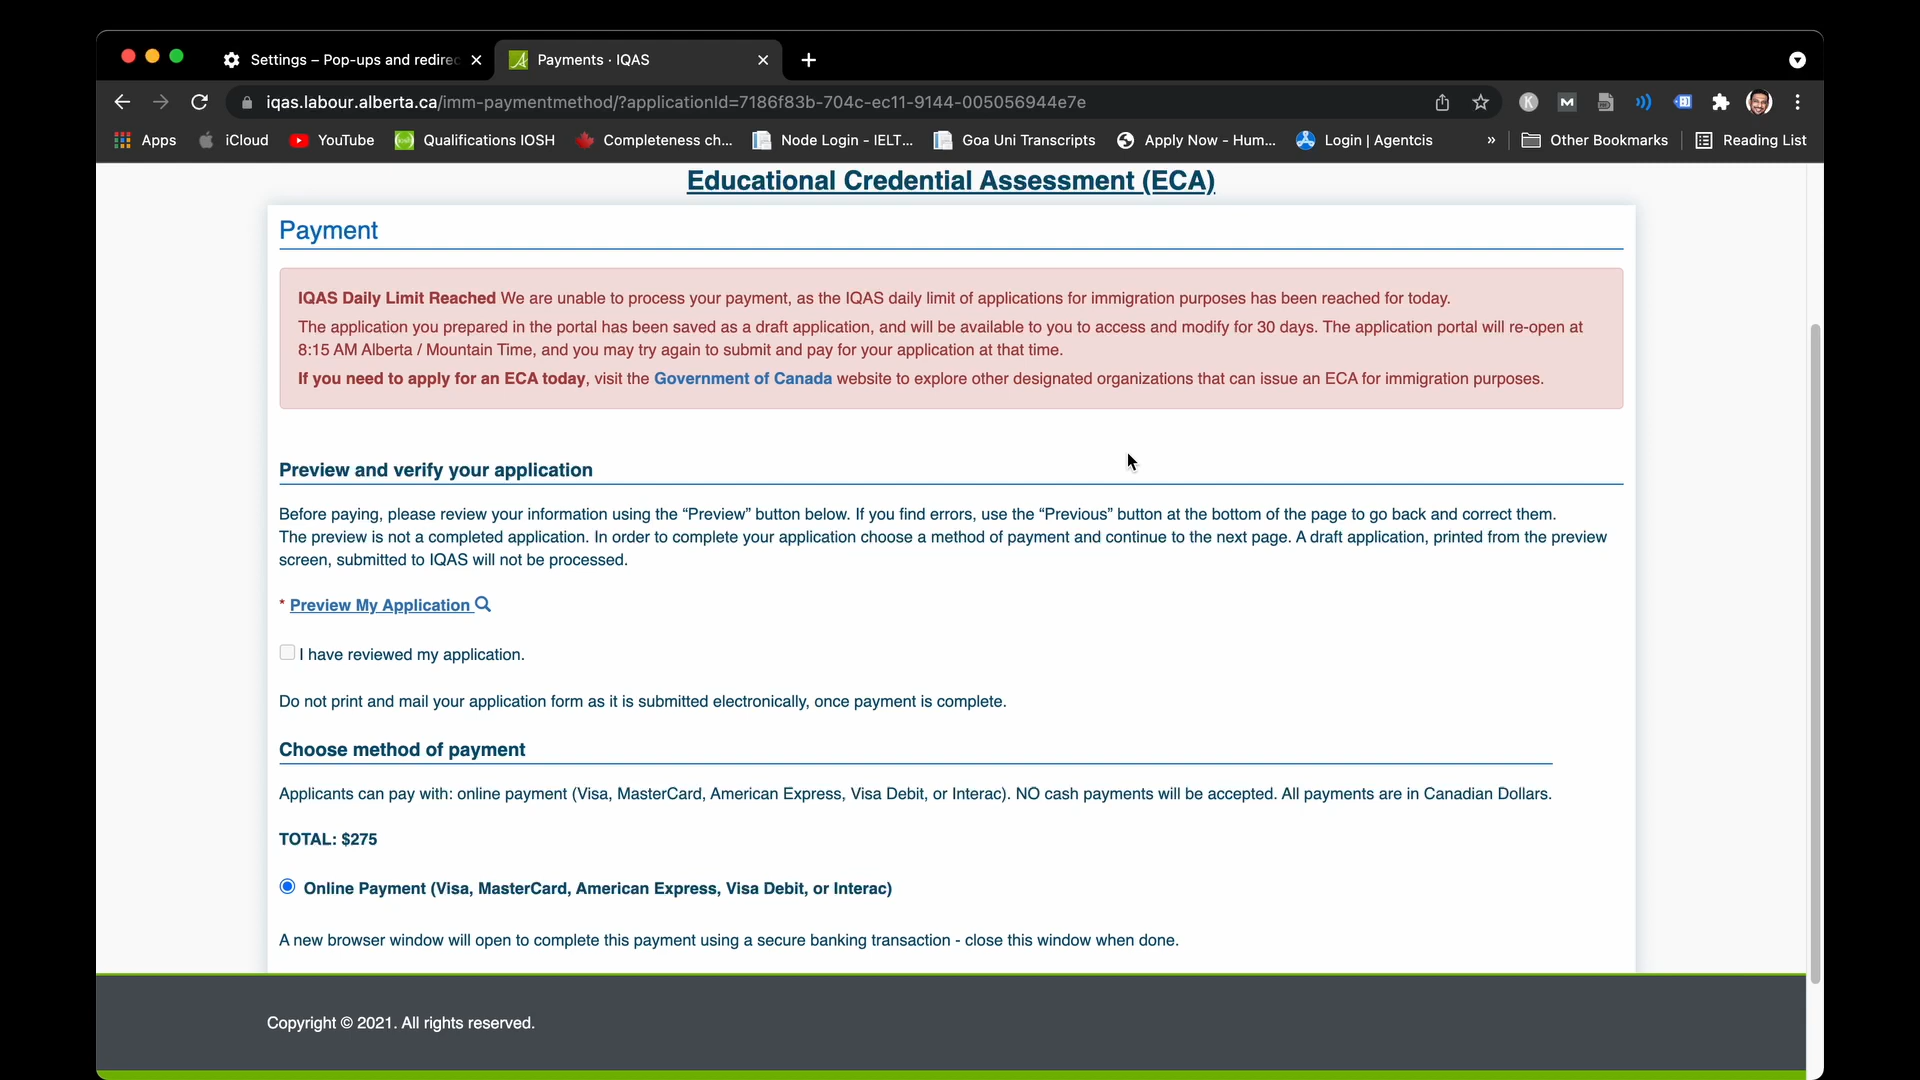 Settings – Pop-ups and redirec
Payments · IQAS
iqas.labour.alberta.ca/imm-paymentmethod/?applicationId=7186f83b-704c-ec11-9144-005056944e7e
Apps
iCloud
YouTube
Qualifications IOSH
Completeness ch...
Node Login - IELT...
Goa Uni Transcripts
Apply Now - Hum...
Login | Agentcis
»
Other Bookmarks
Reading List
Educational Credential Assessment (ECA)
Payment
IQAS Daily Limit Reached We are unable to process your payment, as the IQAS daily limit of applications for immigration purposes has been reached for today.
The application you prepared in the portal has been saved as a draft application, and will be available to you to access and modify for 30 days. The application portal will re-open at
8:15 AM Alberta / Mountain Time, and you may try again to submit and pay for your application at that time.
If you need to apply for an ECA today, visit the Government of Canada website to explore other designated organizations that can issue an ECA for immigration purposes.
Preview and verify your application
Before paying, please review your information using the “Preview” button below. If you find errors, use the “Previous” button at the bottom of the page to go back and correct them.
The preview is not a completed application. In order to complete your application choose a method of payment and continue to the next page. A draft application, printed from the preview
screen, submitted to IQAS will not be processed.
* Preview My Application
I have reviewed my application.
Do not print and mail your application form as it is submitted electronically, once payment is complete.
Choose method of payment
Applicants can pay with: online payment (Visa, MasterCard, American Express, Visa Debit, or Interac). NO cash payments will be accepted. All payments are in Canadian Dollars.
TOTAL: $275
Online Payment (Visa, MasterCard, American Express, Visa Debit, or Interac)
A new browser window will open to complete this payment using a secure banking transaction - close this window when done.
Copyright © 2021. All rights reserved.